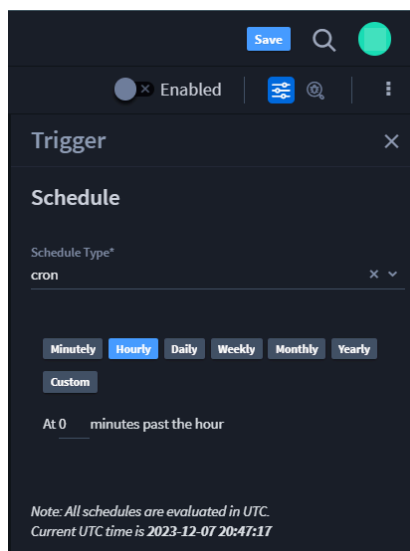 Save
Enabled
Trigger
Schedule
Schedule Type*
cron
Minutely Hourly Daily Weekly Monthly Yearly
Custom
At 0 minutes past the hour
Note: All schedules are evaluated in UTC.
Current UTC time is 2023-12-07 20:47:17